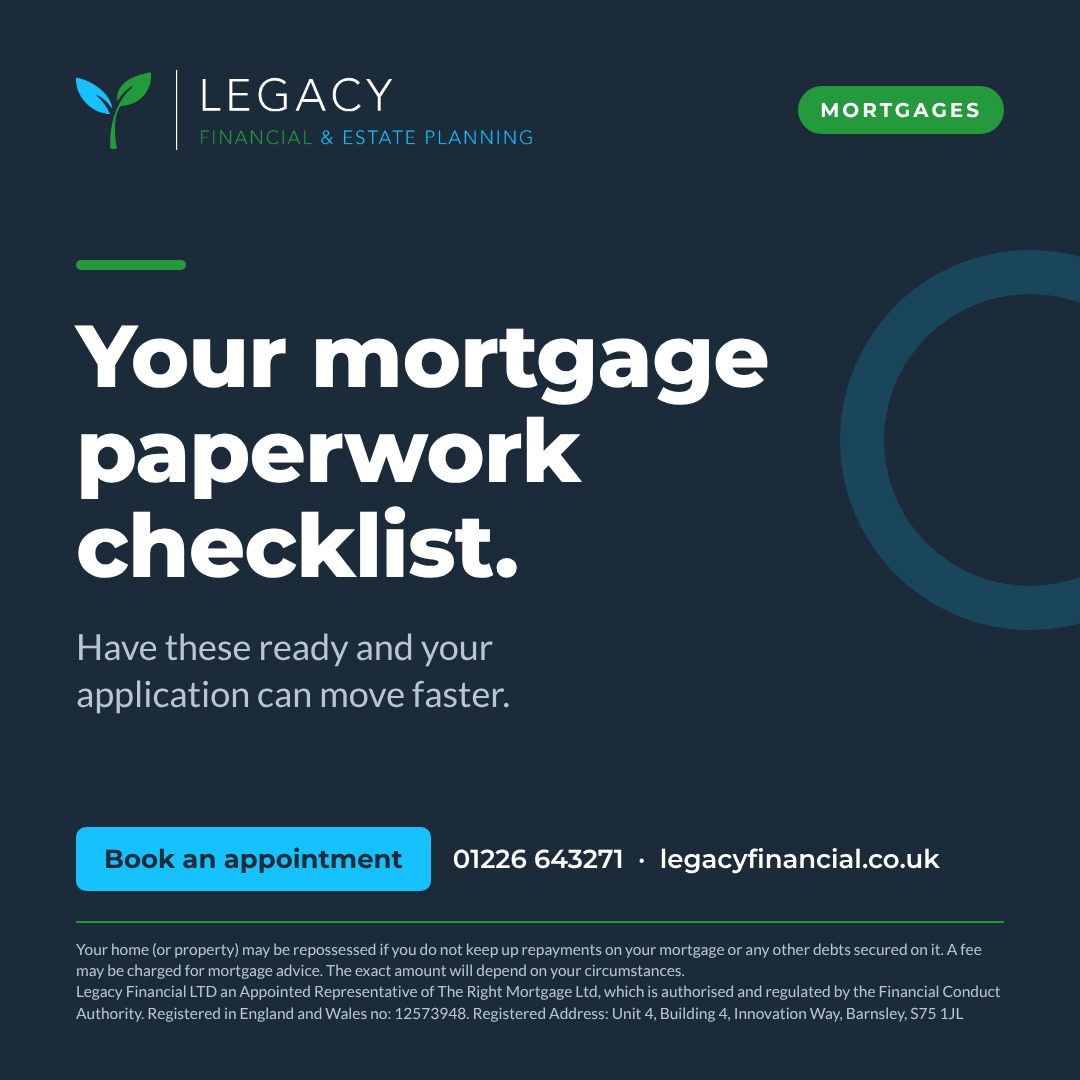 LEGACY
FINANCIAL & ESTATE PLANNING
MORTGAGES
Your mortgage
paperwork
checklist.
Have these ready and your
application can move faster.
Book an appointment
01226 643271 · legacyfinancial.co.uk
Your home (or property) may be repossessed if you do not keep up repayments on your mortgage or any other debts secured on it. A fee
may be charged for mortgage advice. The exact amount will depend on your circumstances.
Legacy Financial LTD an Appointed Representative of The Right Mortgage Ltd, which is authorised and regulated by the Financial Conduct
Authority. Registered in England and Wales no: 12573948. Registered Address: Unit 4, Building 4, Innovation Way, Barnsley, S75 1JL